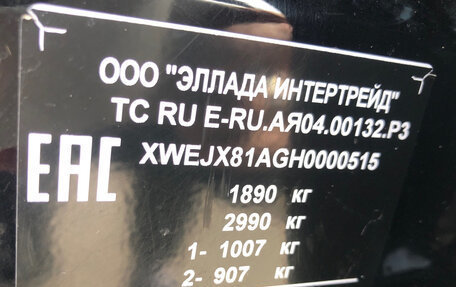 ООО "ЭЛЛАДА ИНТЕРТРЕЙД"
ТС RU E-RU.АЯ04.00132.Р3
EAC
XWEJX81AGH0000515
1890 кг
2990 кг
1- 1007 кг
2- 907 кг